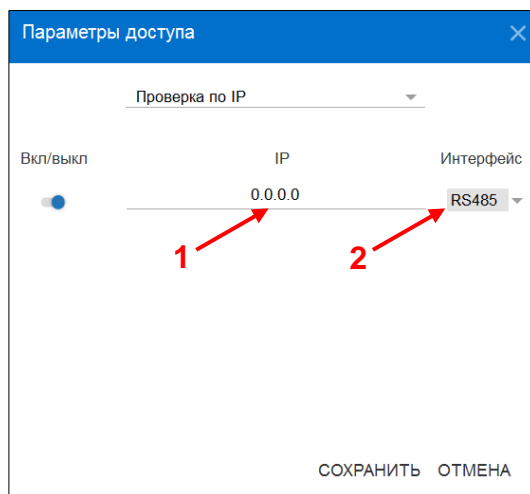 Параметры доступа
Проверка по IP
Вкл/выкл IP Интерфейс
0.0.0.0 RS485
1 2
СОХРАНИТЬ ОТМЕНА